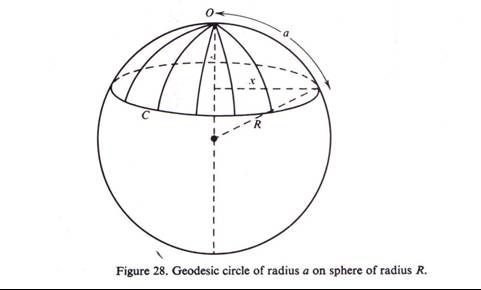 O
a
x
C
R
Figure 28. Geodesic circle of radius a on sphere of radius R.